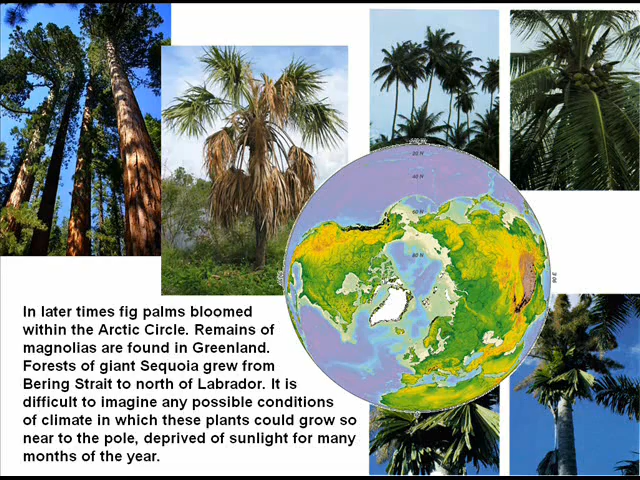 20 N
40 N
80 N
In later times fig palms bloomed
within the Arctic Circle. Remains of
magnolias are found in Greenland.
Forests of giant Sequoia grew from
Bering Strait to north of Labrador. It is
difficult to imagine any possible conditions
of climate in which these plants could grow so
near to the pole, deprived of sunlight for many
months of the year.